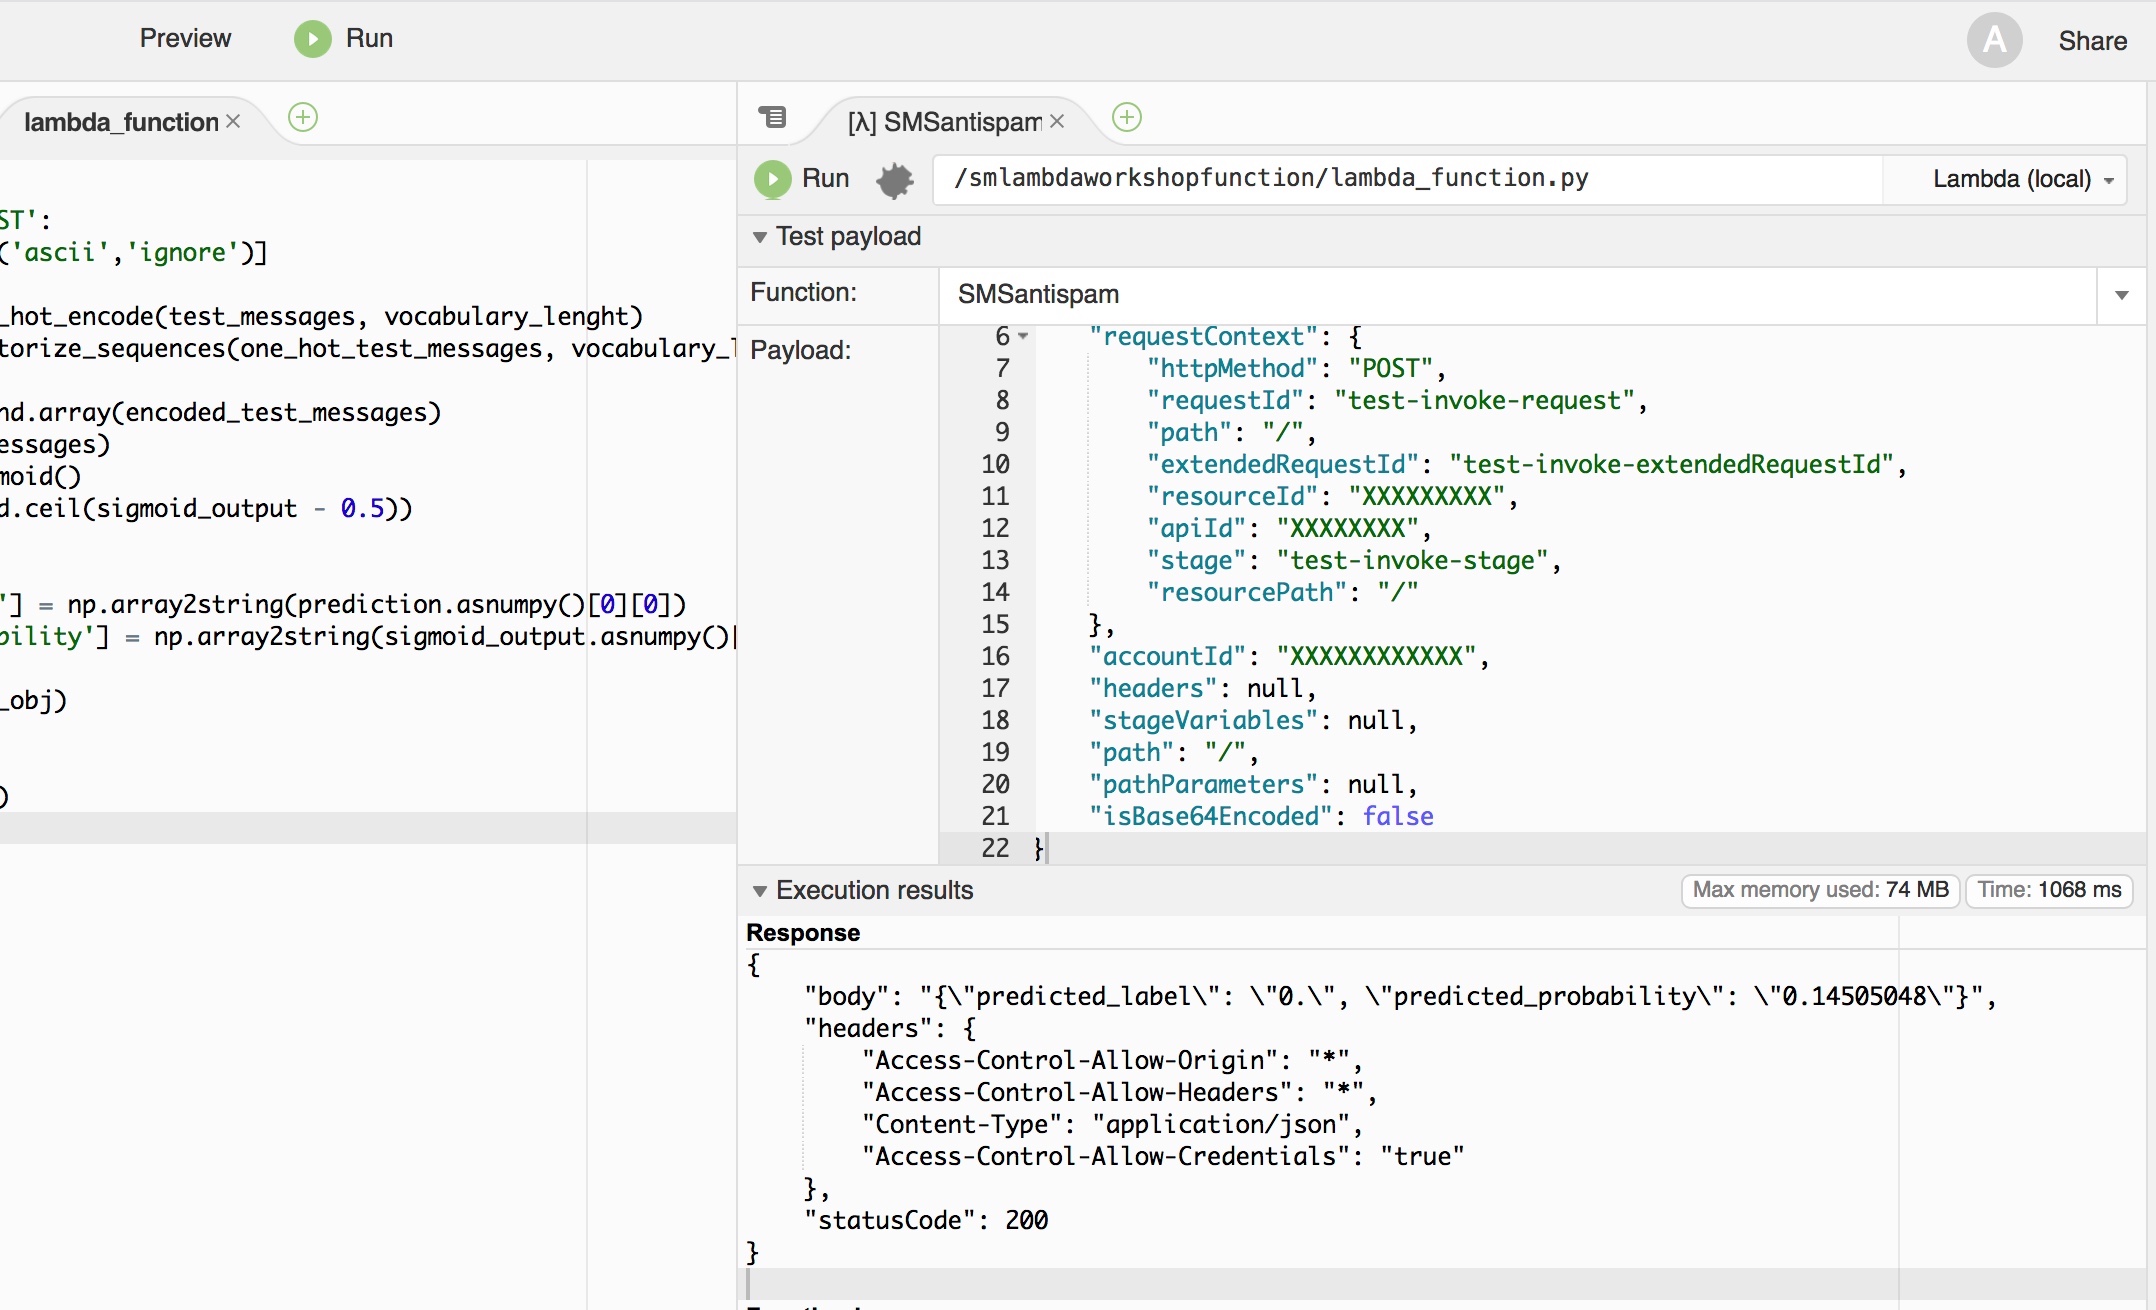 Preview Run A Share
lambda_function
[λ] SMSantispam
Run /smlambdaworkshopfunction/lambda_function.py Lambda (local)
Test payload
Function: SMSantispam
Payload:
ST':
('ascii','ignore')]
_hot_encode(test_messages, vocabulary_lenght)
torize_sequences(one_hot_test_messages, vocabulary_l
nd.array(encoded_test_messages)
essages)
moid()
d.ceil(sigmoid_output - 0.5))
'] = np.array2string(prediction.asnumpy()[0][0])
bility'] = np.array2string(sigmoid_output.asnumpy()[
_obj)
)
6 "requestContext": {
7 "httpMethod": "POST",
8 "requestId": "test-invoke-request",
9 "path": "/",
10 "extendedRequestId": "test-invoke-extendedRequestId",
11 "resourceId": "XXXXXXXXX",
12 "apiId": "XXXXXXXX",
13 "stage": "test-invoke-stage",
14 "resourcePath": "/"
15 },
16 "accountId": "XXXXXXXXXXXX",
17 "headers": null,
18 "stageVariables": null,
19 "path": "/",
20 "pathParameters": null,
21 "isBase64Encoded": false
22 }
Execution results Max memory used: 74 MB Time: 1068 ms
Response
{
"body": "{\"predicted_label\": \"0.\", \"predicted_probability\": \"0.14505048\"}",
"headers": {
"Access-Control-Allow-Origin": "*",
"Access-Control-Allow-Headers": "*",
"Content-Type": "application/json",
"Access-Control-Allow-Credentials": "true"
},
"statusCode": 200
}